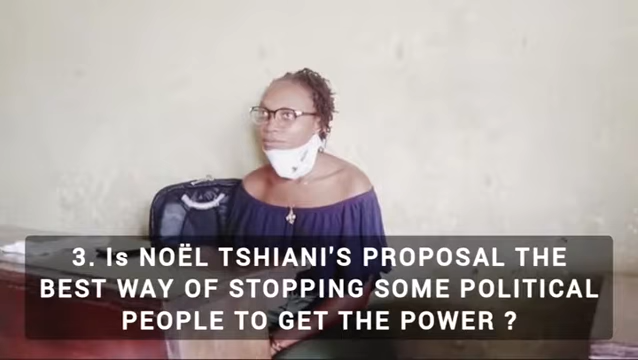 3. Is NOËL TSHIANI'S PROPOSAL THE
BEST WAY OF STOPPING SOME POLITICAL
PEOPLE TO GET THE POWER ?